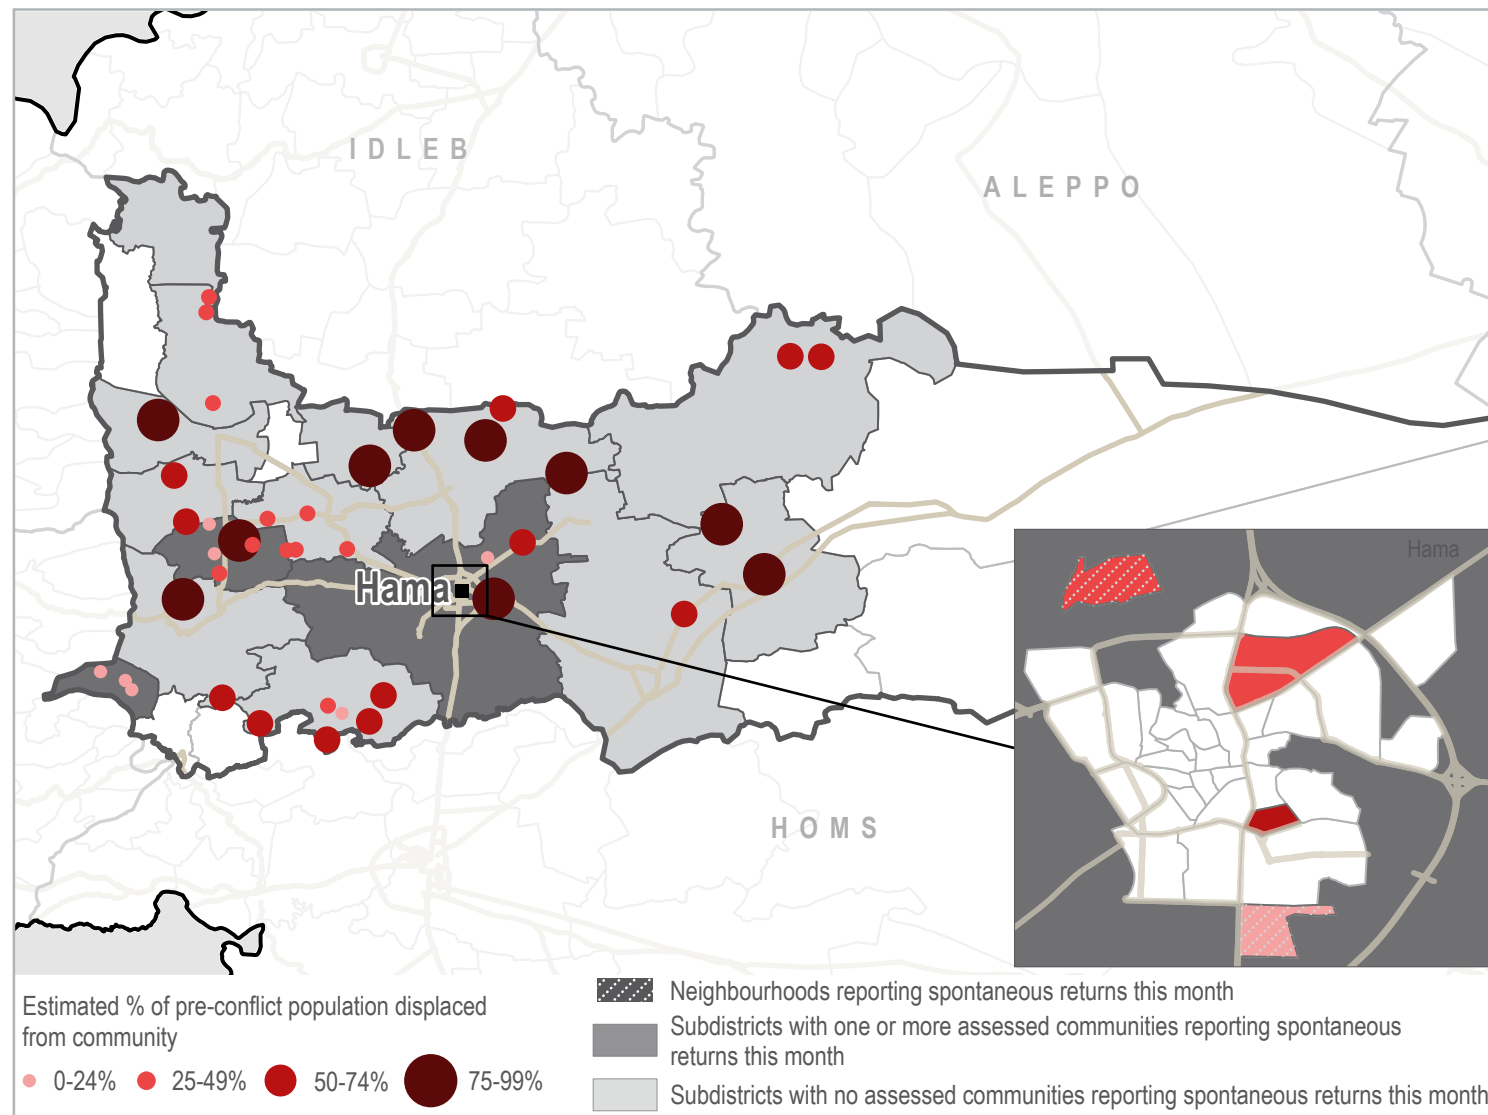 IDLEB
ALEPPO
Hama
Hama
HOMS
Estimated % of pre-conflict population displaced
from community
0-24%
25-49%
50-74%
75-99%
Neighbourhoods reporting spontaneous returns this month
Subdistricts with one or more assessed communities reporting spontaneous
returns this month
Subdistricts with no assessed communities reporting spontaneous returns this month